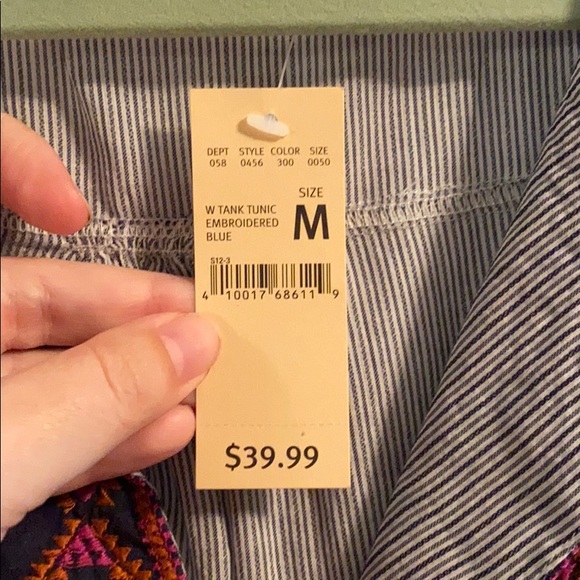 DEPT STYLE COLOR SIZE
058 0456 300 0050
SIZE
M
W TANK TUNIC
EMBROIDERED
BLUE
S12-3
4 10017 68611 9
$39.99